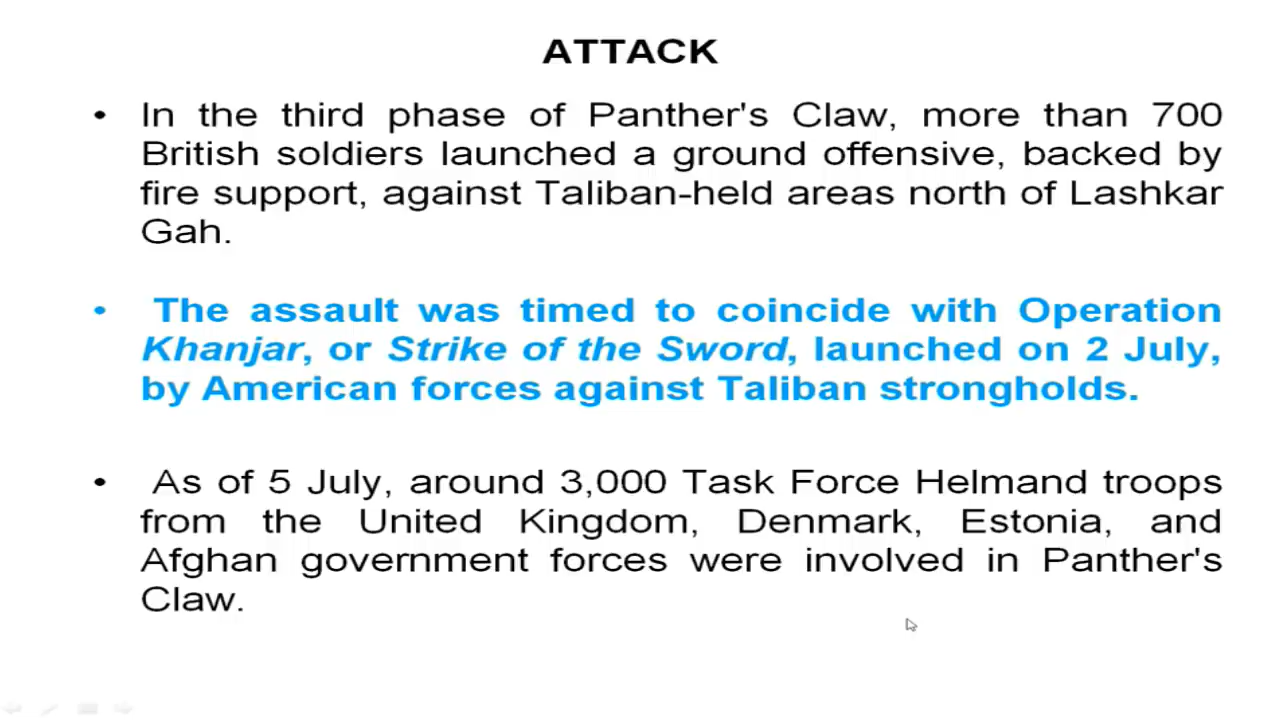 ATTACK
• In the third phase of Panther's Claw, more than 700
British soldiers launched a ground offensive, backed by
fire support, against Taliban-held areas north of Lashkar
Gah.
• The assault was timed to coincide with Operation
Khanjar, or Strike of the Sword, launched on 2 July,
by American forces against Taliban strongholds.
• As of 5 July, around 3,000 Task Force Helmand troops
from the United Kingdom, Denmark, Estonia, and
Afghan government forces were involved in Panther's
Claw.